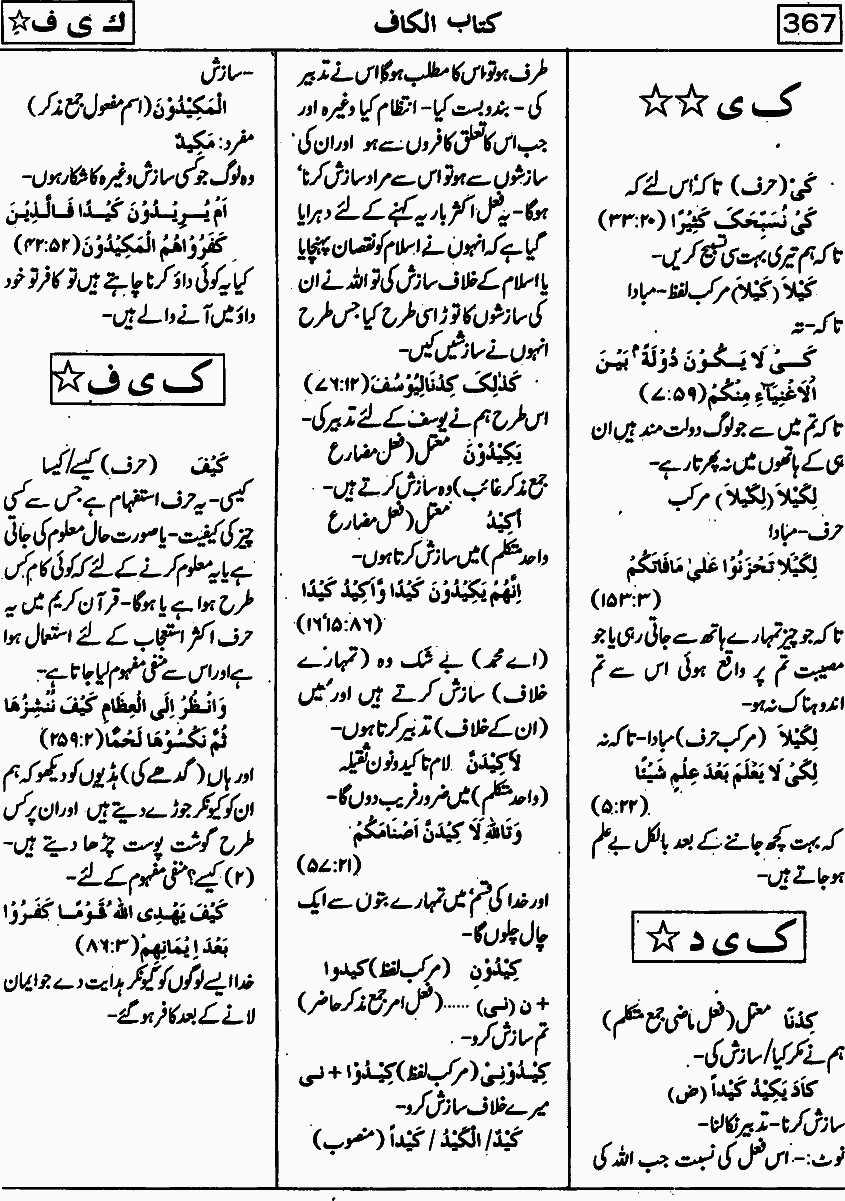 367
کتاب الکاف
ک ی ف☆
ک ی ☆☆
کَیْ (حرف) تاکہ‘ اس لئے کہ
کَیْ نُسَبِّحَکَ کَثِیْرًا (۳۳:۲۰)
تاکہ ہم تیری بہت سی تسبیح کریں-
کَیْلَا (کَیْلَا) مرکب لفظ- مبادا
تاکہ- نہ
کَیْ لَا یَکُوْنَ دُوْلَةً ۢ بَیْنَ
الْاَغْنِیَآءِ مِنْکُمْ (۷:۵۹)
تاکہ تم میں سے جو لوگ دولت مند ہیں ان
ہی کے ہاتھوں میں نہ پھرتا رہے-
لِکَیْلَا (لِکَیْلَا) مرکب
حرف- مبادا
لِکَیْلَا تَحْزَنُوْا عَلٰی مَافَاتَکُمْ
(۱۵۳:۳)
تاکہ جو چیز تمہارے ہاتھ سے جاتی رہی یا جو
مصیبت تم پر واقع ہوئی اس سے تم
اندوہناک نہ ہو-
لِکَیْلَا (مرکب حرف) مبادا- تاکہ نہ
لِکَیْ لَا یَعْلَمَ بَعْدَ عِلْمٍ شَیْئًا
(۵:۲۲)
کہ بہت کچھ جاننے کے بعد بالکل بے علم
ہو جاتے ہیں-
ک ی د ☆
کِدْنَا معتل (فعل ماضی جمع متکلم)
ہم نے مکر کیا/ سازش کی-
کَادَ یَکِیْدُ کَیْداً (ض)
سازش کرنا- تدبیر نکالنا-
نوٹ:- اس فعل کی نسبت جب اللہ کی
طرف ہو تو اس کا مطلب ہو گا اس نے تدبیر
کی- بندوبست کیا- انتظام کیا وغیرہ اور
جب اس کا تعلق کافروں سے ہو اور ان کی
سازشوں سے ہو تو اس سے مراد سازش کرنا‘
ہو گا- یہ فعل اکثر بار یہ کہنے کے لئے دہرایا
گیا ہے کہ انہوں نے اسلام کو نقصان پہنچایا
یا اسلام کے خلاف سازش کی تو اللہ نے ان
کی سازشوں کا توڑ اسی طرح کیا جس طرح
انہوں نے سازشیں کیں-
کَذٰلِکَ کِدْنَالِیُوْسُفَ (۷۶:۱۲)
اس طرح ہم نے یوسف کے لئے تدبیر کی-
یَکِیْدُوْنَ معتل (فعل مضارع
جمع مذکر غائب) وہ سازش کرتے ہیں-
اَکِیْدُ معتل (فعل مضارع
واحد متکلم) میں سازش کرتا ہوں-
اِنَّهُمْ یَکِیْدُوْنَ کَیْدًا وَّاَکِیْدُ کَیْدًا
(۱۶‘۱۵:۸۶)
(اے محمد) بے شک وہ (تمہارے
خلاف) سازش کرتے ہیں اور‘ میں
(ان کے خلاف) تدبیر کرتا ہوں-
لَاَکِیْدَنَّ لام تاکید و نون ثقیلہ
(واحد متکلم) میں ضرور فریب دوں گا-
وَتَاللّٰهِ لَا کِیْدَنَّ اَصْنَامَکُمْ
(۵۷:۲۱)
اور خدا کی قسم‘ میں تمہارے بتوں سے ایک
چال چلوں گا-
کِیْدُوْنِ (مرکب لفظ) کیدوا
+ ن (نی) ...... (فعل امر جمع مذکر حاضر)
تم سازش کرو-
کِیْدُوْنِیْ (مرکب لفظ) کِیْدُوْا + نی
میرے خلاف سازش کرو-
کَیْدٌ/ الْکَیْدُ/ کَیْداً (منصوب)
-سازش
الْمَکِیْدُوْنَ (اسم مفعول جمع مذکر)
مفرد: مَکِیْدٌ
وہ لوگ جو کسی سازش وغیرہ کا شکار ہوں-
اَمْ یُرِیْدُوْنَ کَیْدًا فَالَّذِیْنَ
کَفَرُوْاهُمُ الْمَکِیْدُوْنَ (۴۲:۵۲)
کیا یہ کوئی داؤ کرنا چاہتے ہیں تو کافر تو خود
داؤ میں آنے والے ہیں-
ک ی ف ☆
کَیْفَ (حرف) کیسے/ کیسا
کیسی- یہ حرف استفہام ہے جس سے کسی
چیز کی کیفیت- یا صورت حال معلوم کی جاتی
ہے یا یہ معلوم کرنے کے لئے کہ کوئی کام کس
طرح ہوا ہے یا ہو گا- قرآن کریم میں یہ
حرف اکثر استعجاب کے لئے استعمال ہوا
ہے اور اس سے منفی مفہوم لیا جاتا ہے-
وَانْظُرْ اِلَی الْعِظَامِ کَیْفَ نُنْشِزُهَا
ثُمَّ نَکْسُوْهَا لَحْمًا (۲۵۹:۲)
اور ہاں (گدھے کی) ہڈیوں کو دیکھو کہ ہم
ان کو کیونکر جوڑے دیتے ہیں اور ان پر کس
طرح گوشت پوست چڑھا دیتے ہیں-
(۲) کیسے؟ منفی مفہوم کے لئے-
کَیْفَ یَهْدِی اللّٰهُ قَوْمًا کَفَرُوْا
بَعْدَ اِیْمَانِهِمْ (۸۶:۳)
خدا ایسے لوگوں کو کیونکر ہدایت دے جو ایمان
لانے کے بعد کافر ہو گئے-